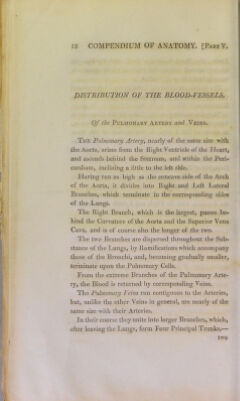 12 COMPENDIUM OF ANATOMY. [PART V.
DISTRIBUTION OF THE BLOOD-VESSELS.
Of the PULMONARY ARTERY and VEINS.
THE Pulmonary Artery, nearly of the same size with
the Aorta, arises from the Right Ventricle of the Heart,
and ascends behind the Sternum, and within the Peri-
cardium, inclining a little to the left side.
Having run as high as the concave side of the Arch
of the Aorta, it divides into Right and Left Lateral
Branches, which terminate in the corresponding sides
of the Lungs.
The Right Branch, which is the largest, passes be-
hind the Curvature of the Aorta and the Superior Vena
Cava, and is of course also the longer of the two.
The two Branches are dispersed throughout the Sub-
stance of the Lungs, by Ramifications which accompany
those of the Bronchi, and, becoming gradually smaller,
terminate upon the Pulmonary Cells.
From the extreme Branches of the Pulmonary Arte-
ry, the Blood is returned by corresponding Veins.
The Pulmonary Veins run contiguous to the Arteries,
but, unlike the other Veins in general, are nearly of the
same size with their Arteries.
In their course they unite into larger Branches, which,
after leaving the Lungs, form Four Principal Trunks,—
two